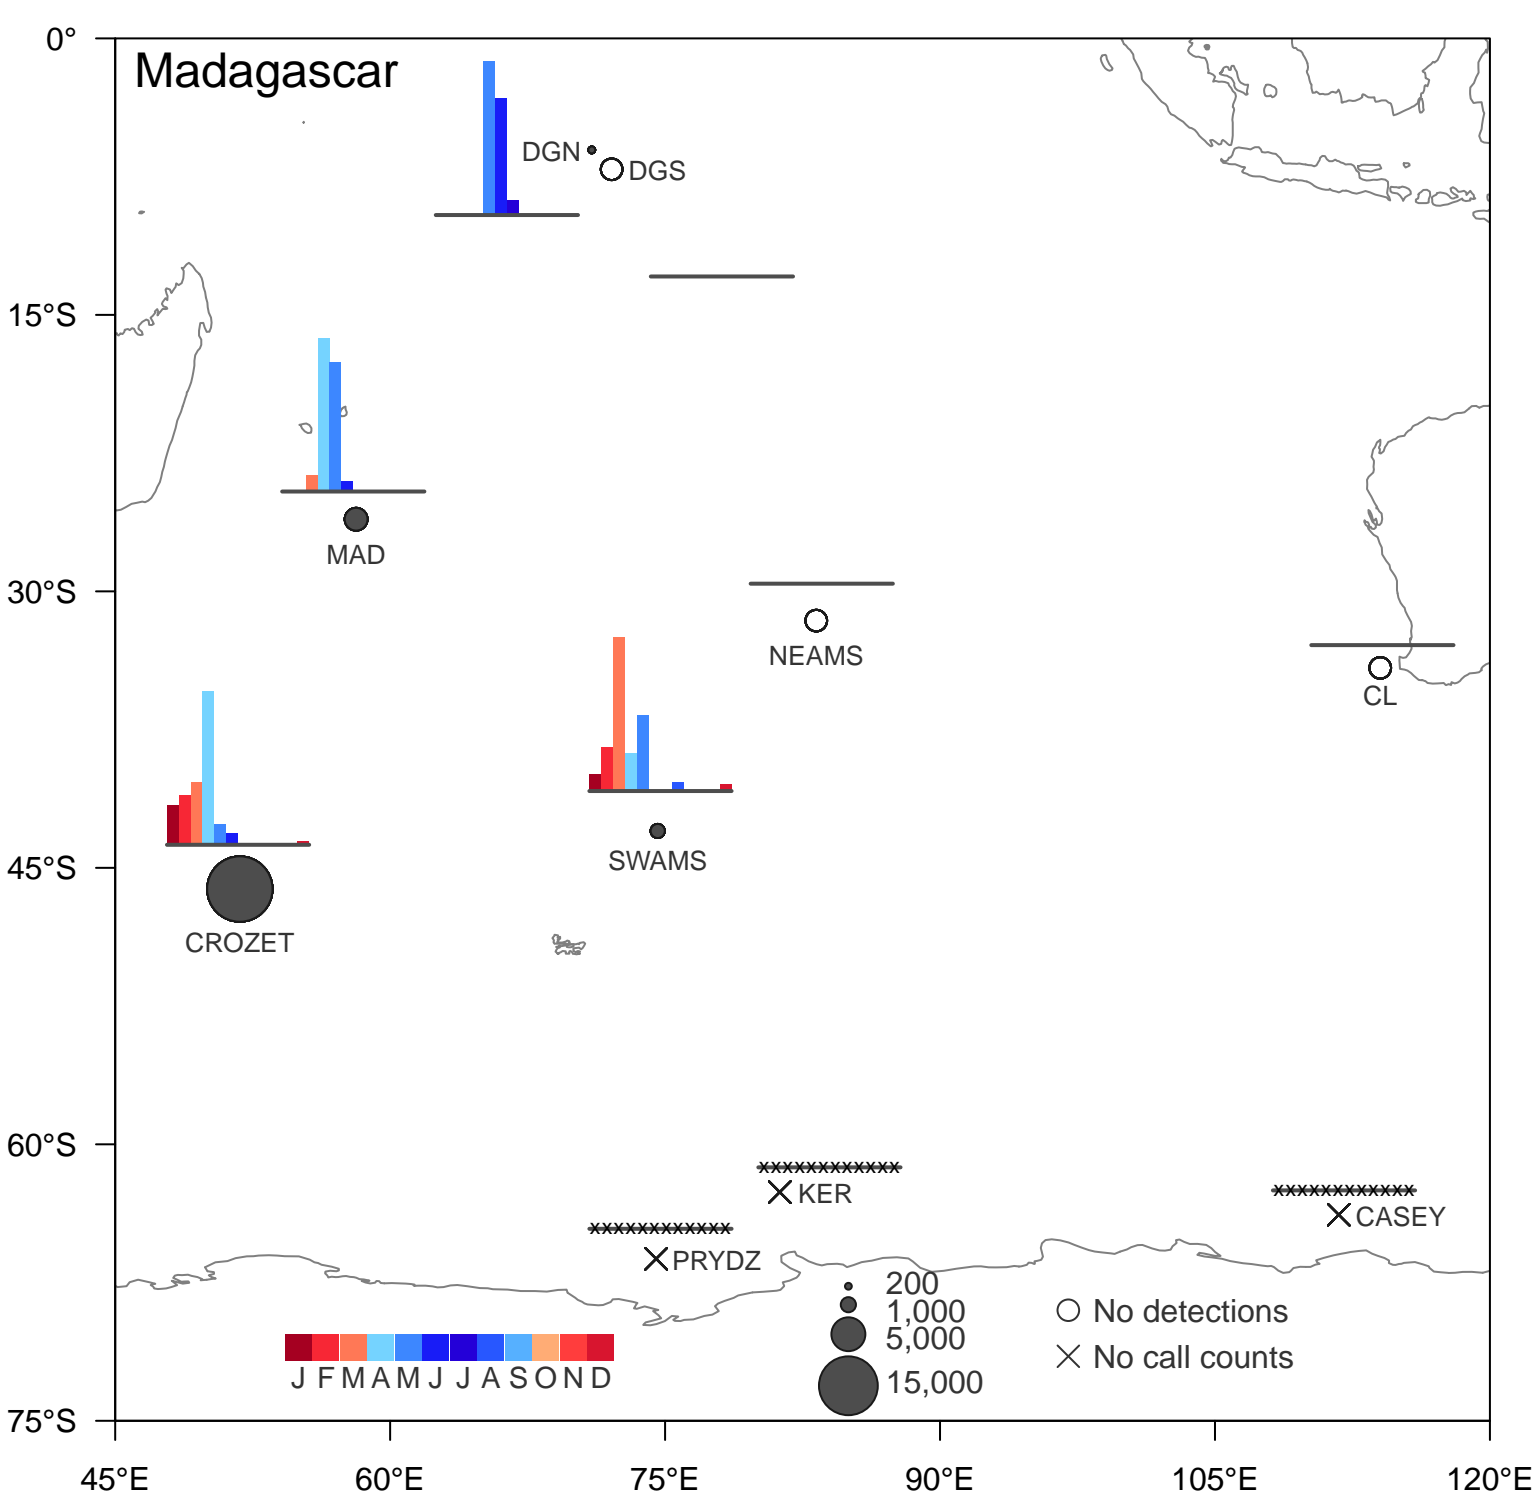 0°
Madagascar
DGN
DGS
15°S
MAD
30°S
NEAMS
CL
SWAMS
45°S
CROZET
60°S
xxxxxxxxxxxx
KER
xxxxxxxxxxxx
CASEY
xxxxxxxxxxxx
PRYDZ
200
1,000
5,000
15,000
No detections
No call counts
J F M A M J J A S O N D
75°S
45°E 60°E 75°E 90°E 105°E 120°E